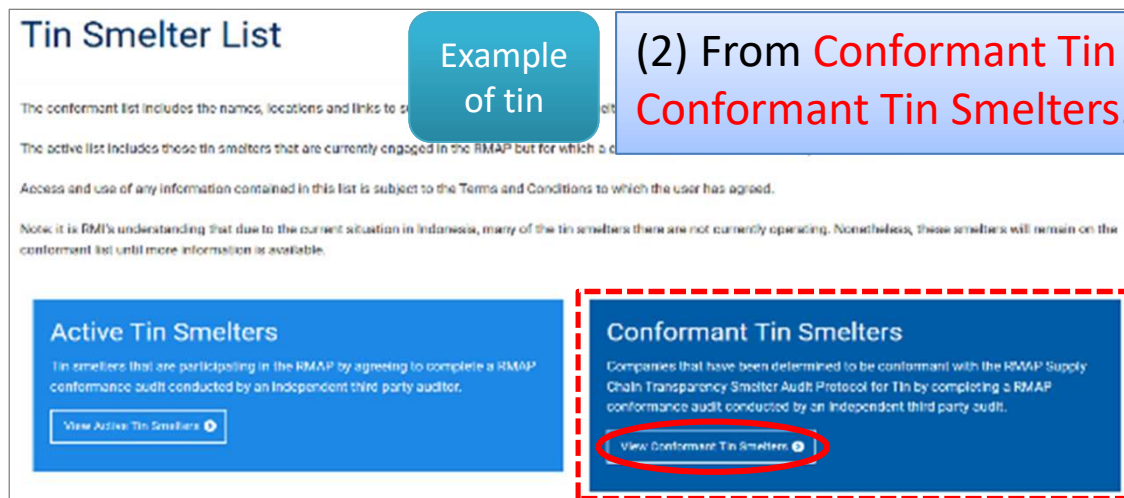 Tin Smelter List
Example
of tin
(2) From Conformant Tin
Conformant Tin Smelters
The conformant list includes the names, locations and links to
The active list includes those tin smelters that are currently engaged in the RMAP but for which a
Access and use of any information contained in this list is subject to the Terms and Conditions to which the user has agreed.
Note: it is RMI's understanding that due to the current situation in Indonesia, many of the tin smelters there are not currently operating. Nonetheless, these smelters will remain on the
conformant list until more information is available.
Active Tin Smelters
Tin smelters that are participating in the RMAP by agreeing to complete a RMAP
conformance audit conducted by an independent third party auditor.
View Active Tin Smelters
Conformant Tin Smelters
Companies that have been determined to be conformant with the RMAP Supply
Chain Transparency Smelter Audit Protocol for Tin by completing a RMAP
conformance audit conducted by an independent third party audit.
View Conformant Tin Smelters